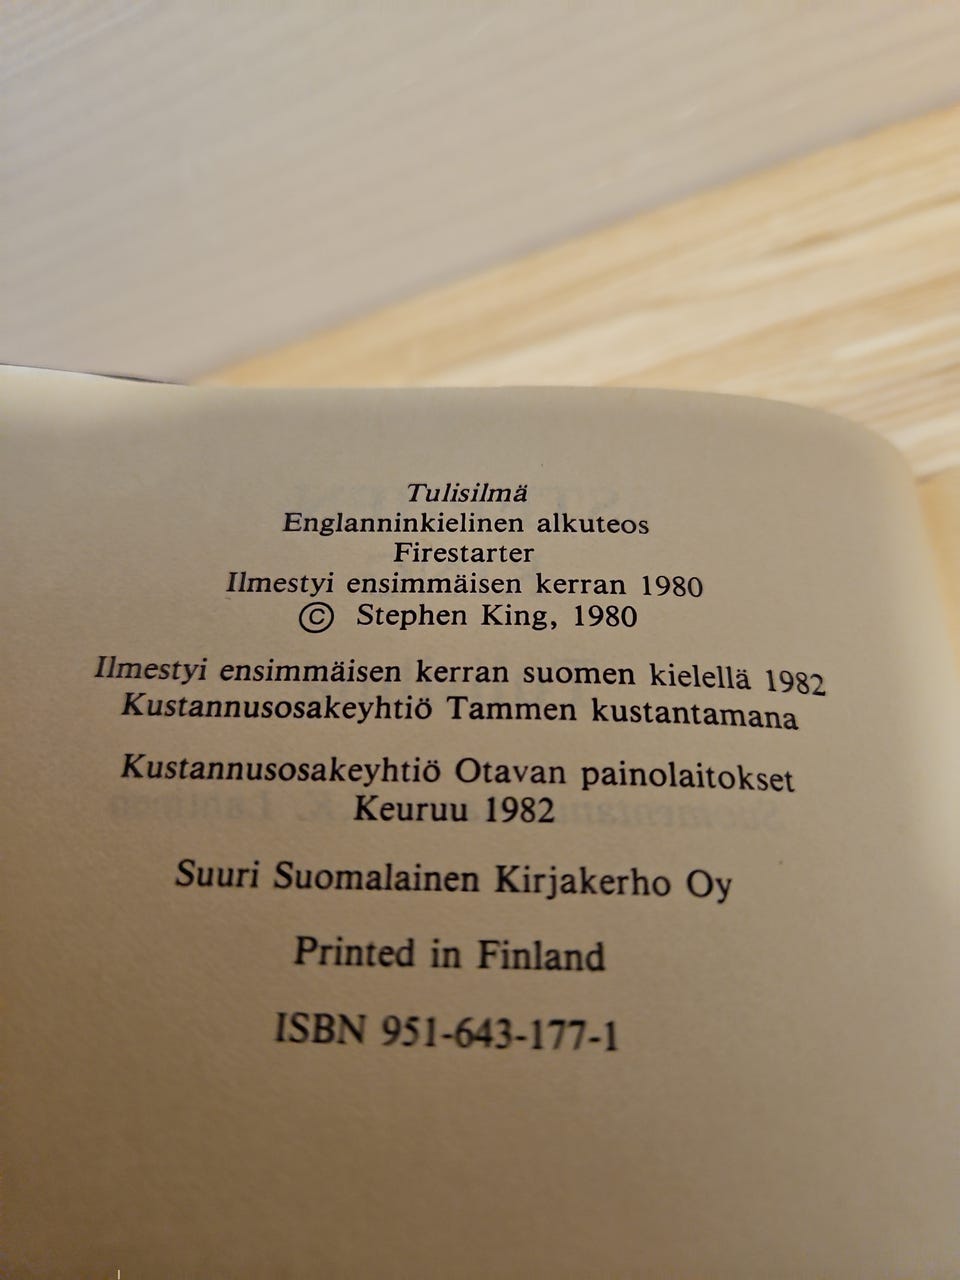 Tulisilmä
Englanninkielinen alkuteos
Firestarter
Ilmestyi ensimmäisen kerran 1980
© Stephen King, 1980
Ilmestyi ensimmäisen kerran suomen kielellä 1982
Kustannusosakeyhtiö Tammen kustantamana
Kustannusosakeyhtiö Otavan painolaitokset
Keuruu 1982
Suuri Suomalainen Kirjakerho Oy
Printed in Finland
ISBN 951-643-177-1